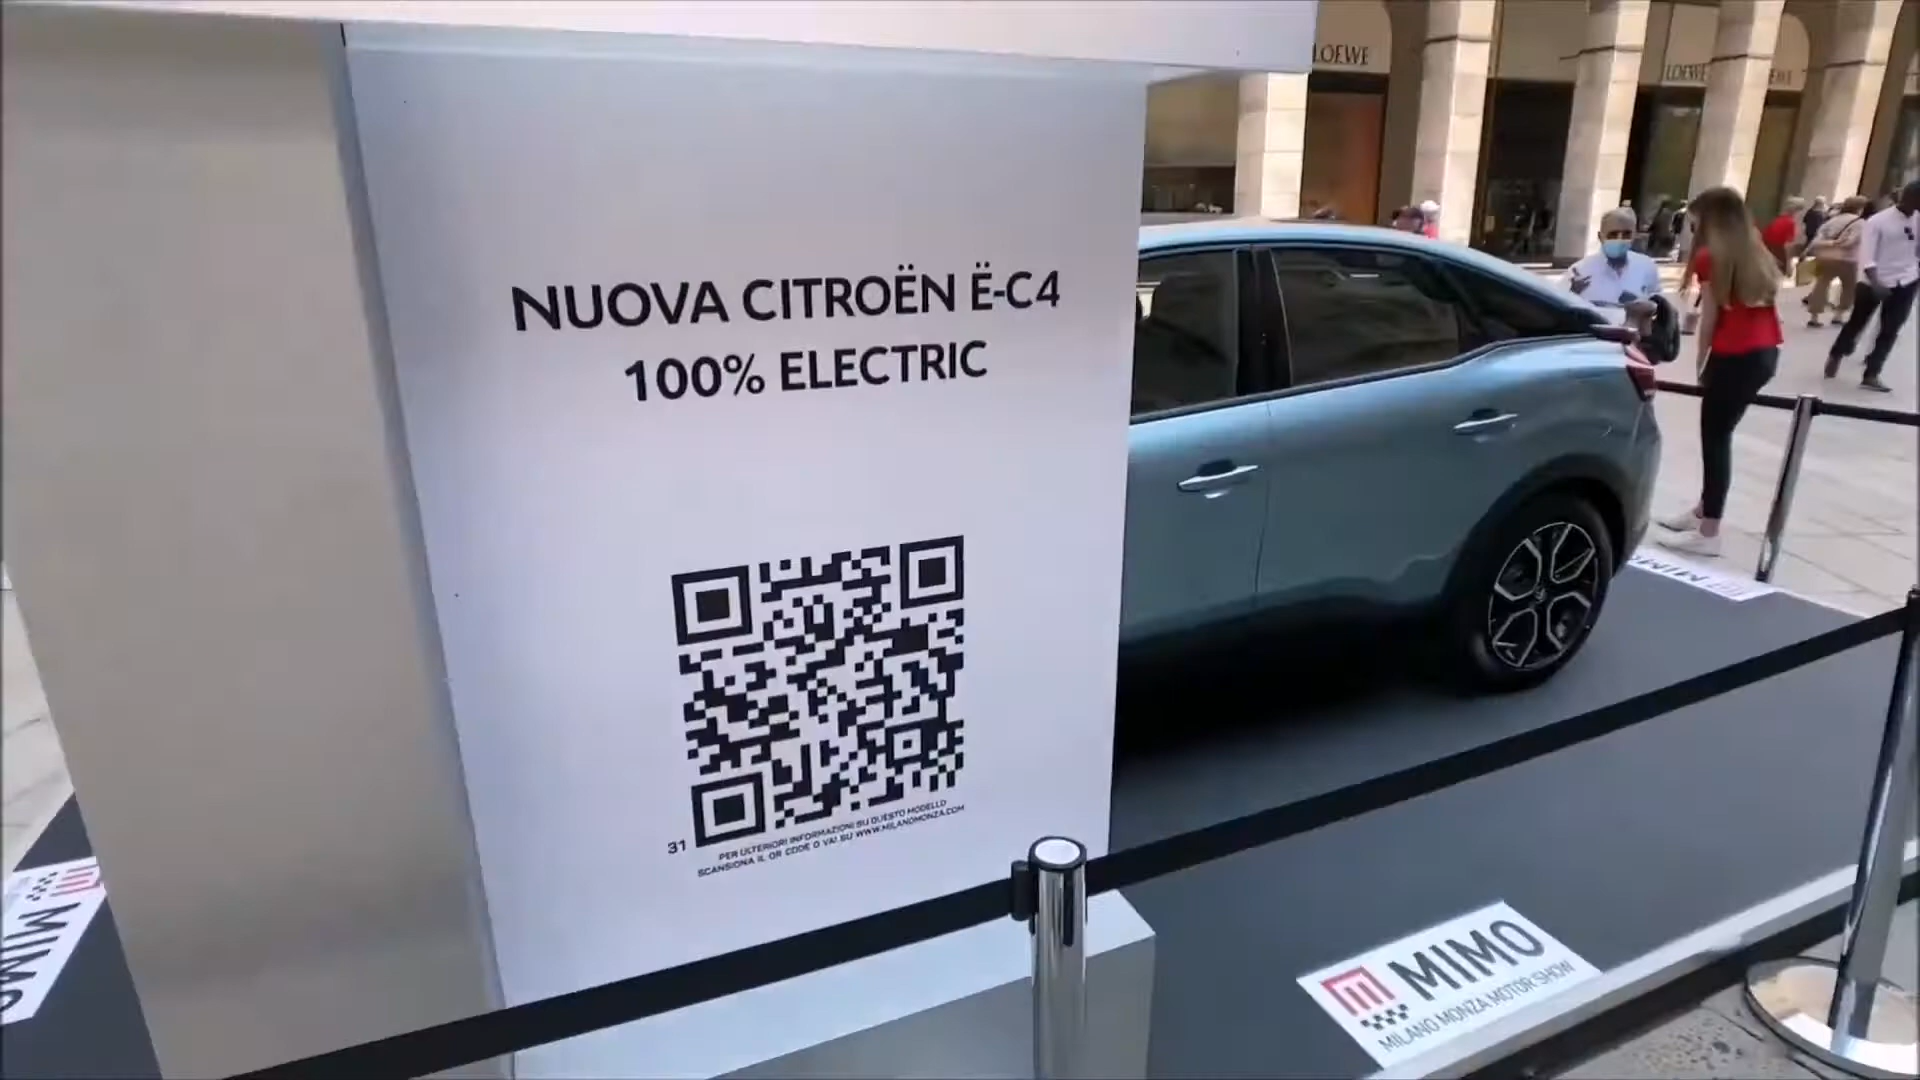 LOEWE
LOEWE
NUOVA CITROËN Ë-C4
100% ELECTRIC
31
PER ULTERIORI INFORMAZIONI SU QUESTO MODELLO
SCANSIONA IL QR CODE O VAI SU WWW.MILANOMONZA.COM
MIMO
MIMO
MILANO MONZA MOTOR SHOW
MIMO